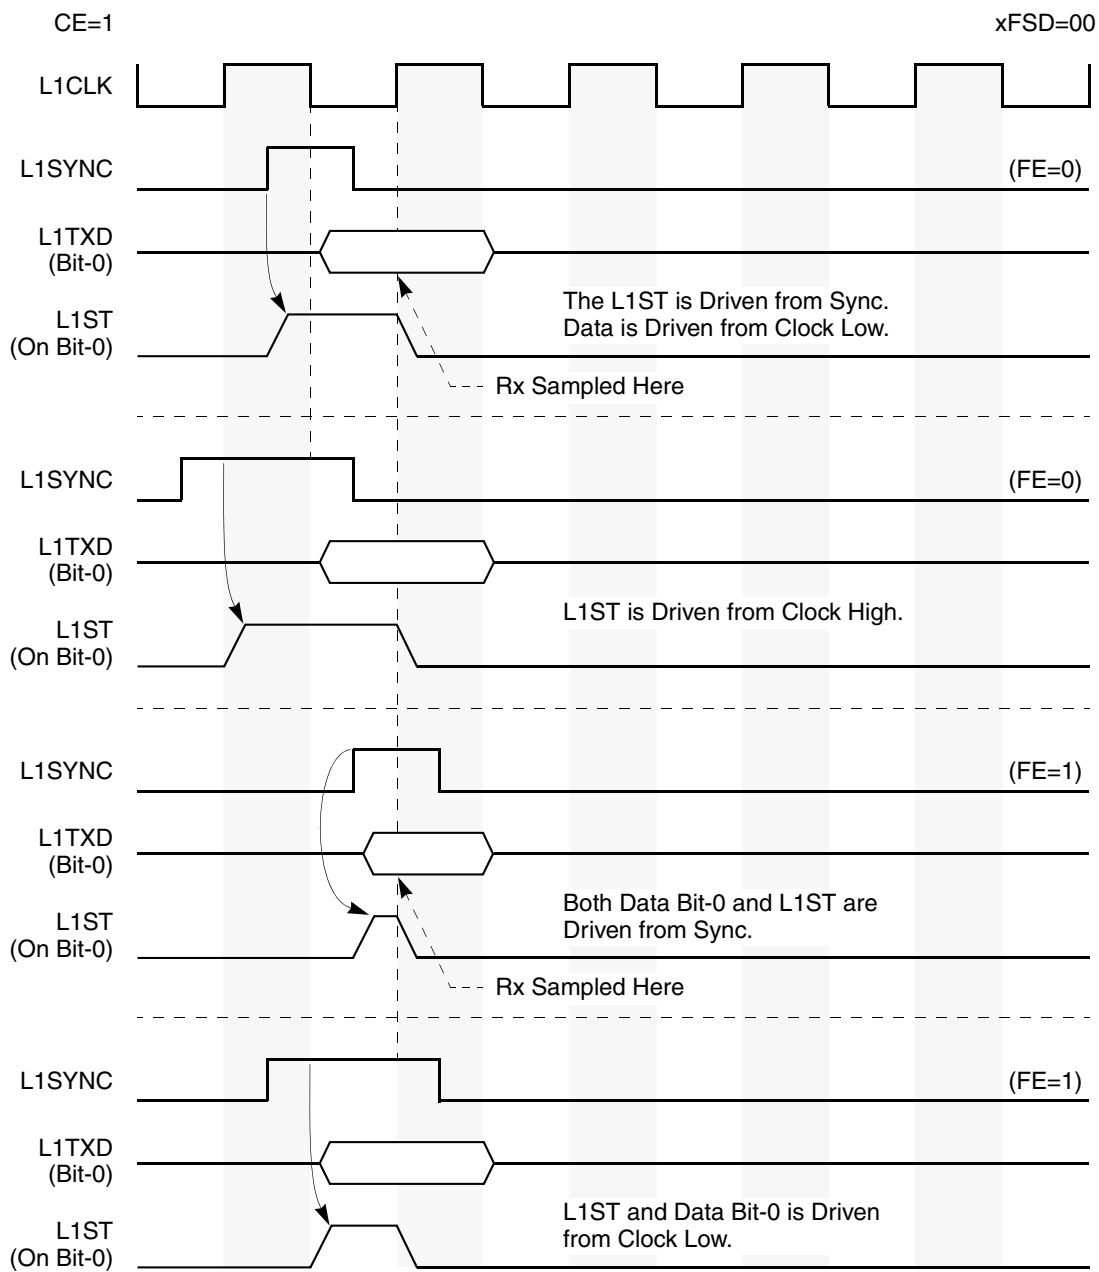 CE=1
xFSD=00
L1CLK
L1SYNC
(FE=0)
L1TXD
(Bit-0)
L1ST
(On Bit-0)
The L1ST is Driven from Sync.
Data is Driven from Clock Low.
Rx Sampled Here
L1SYNC
(FE=0)
L1TXD
(Bit-0)
L1ST
(On Bit-0)
L1ST is Driven from Clock High.
L1SYNC
(FE=1)
L1TXD
(Bit-0)
L1ST
(On Bit-0)
Both Data Bit-0 and L1ST are
Driven from Sync.
Rx Sampled Here
L1SYNC
(FE=1)
L1TXD
(Bit-0)
L1ST
(On Bit-0)
L1ST and Data Bit-0 is Driven
from Clock Low.